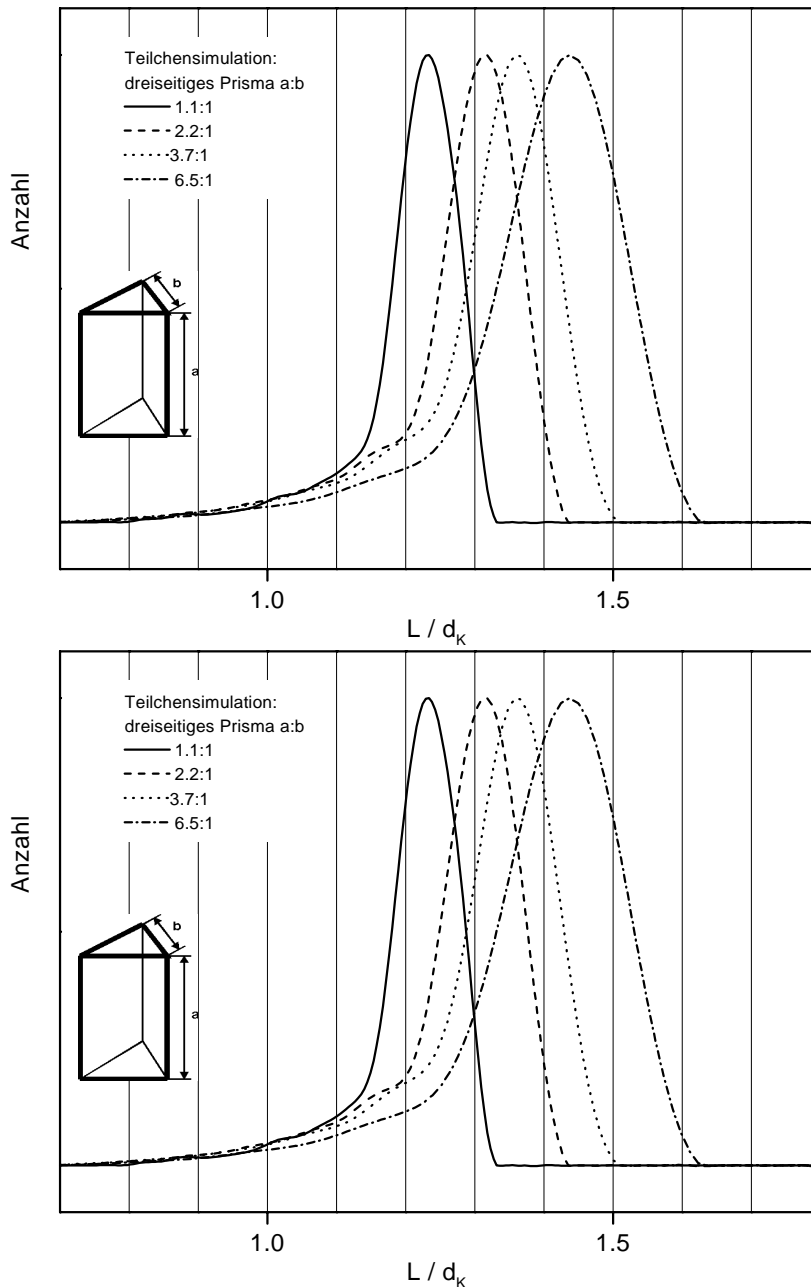 Teilchensimulation:
dreiseitiges Prisma a:b
1.1:1
2.2:1
3.7:1
6.5:1
Anzahl
b
a
1.0 1.5
L / dK
Teilchensimulation:
dreiseitiges Prisma a:b
1.1:1
2.2:1
3.7:1
6.5:1
Anzahl
b
a
1.0 1.5
L / dK